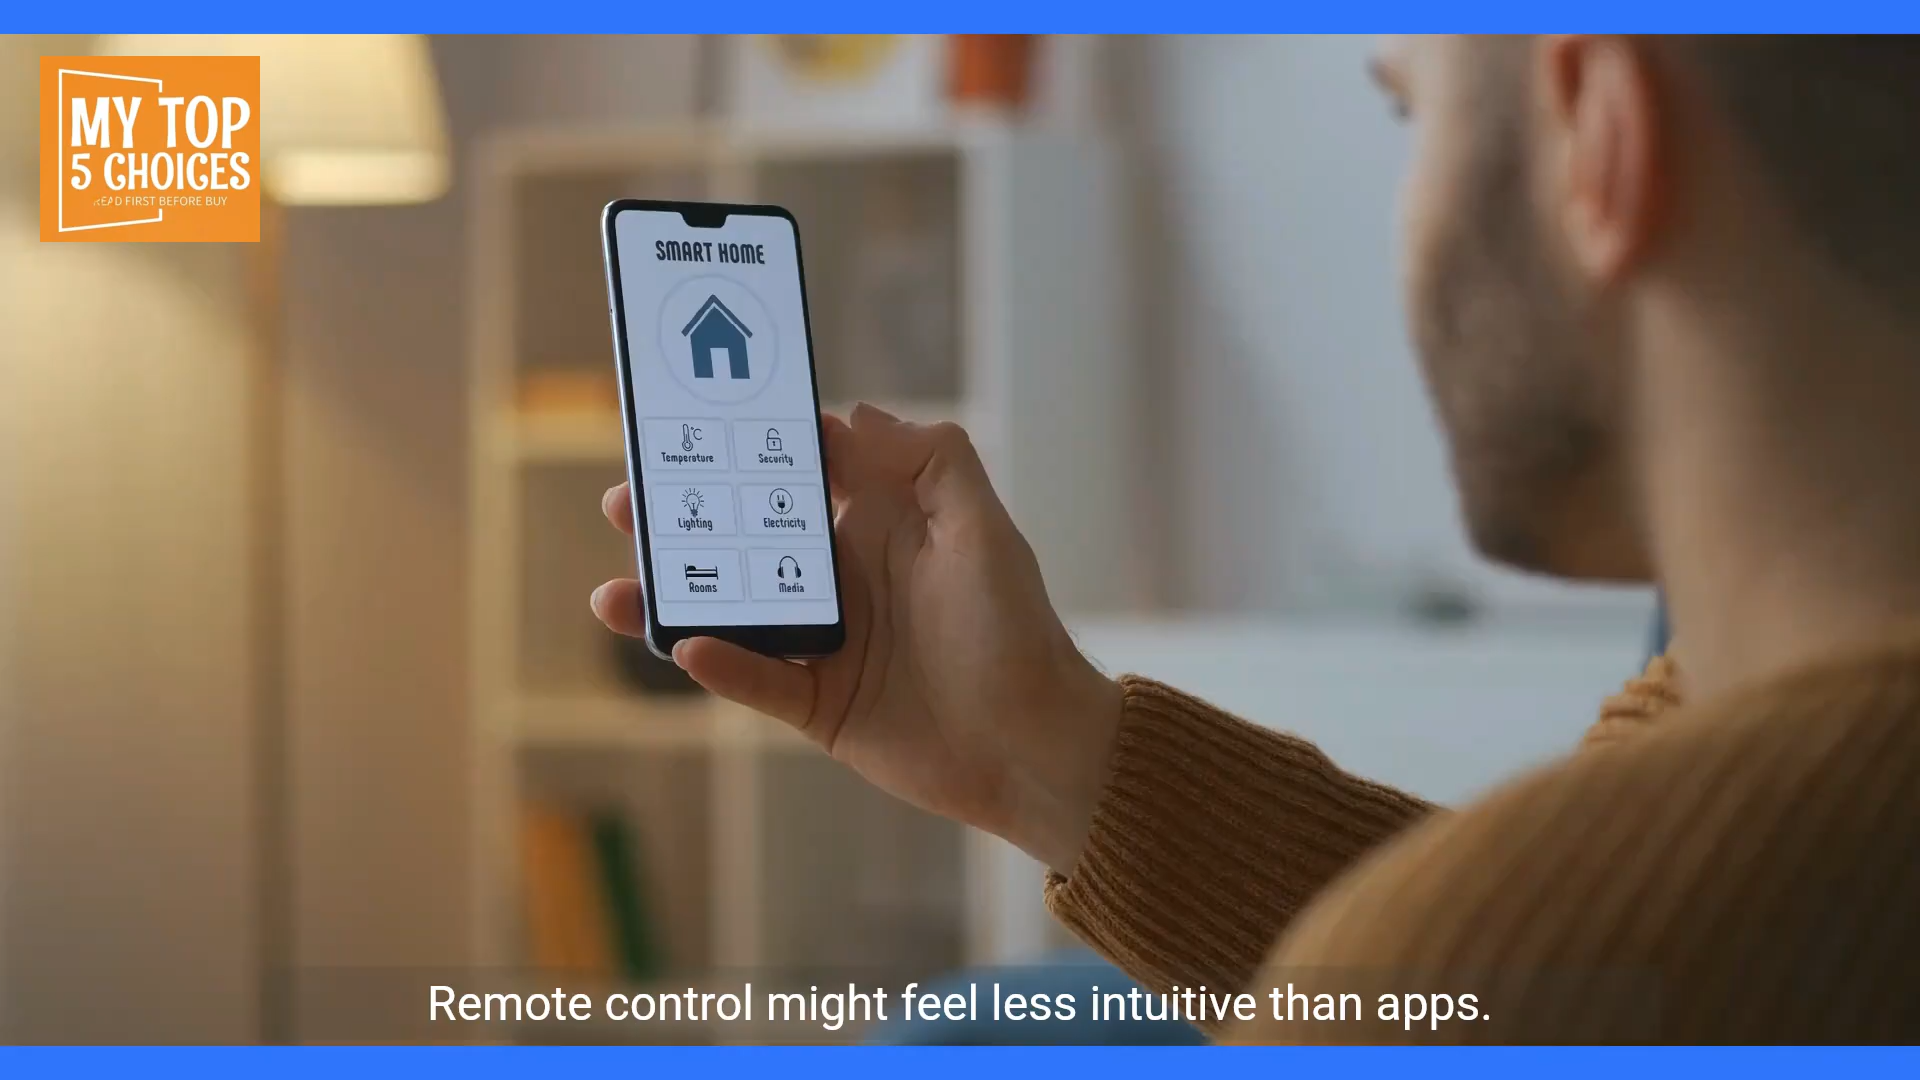 MY TOP
5 CHOICES
READ FIRST BEFORE BUY
SMART HOME
°C
Temperature
Security
Lighting
Electricity
Rooms
Media
Remote control might feel less intuitive than apps.